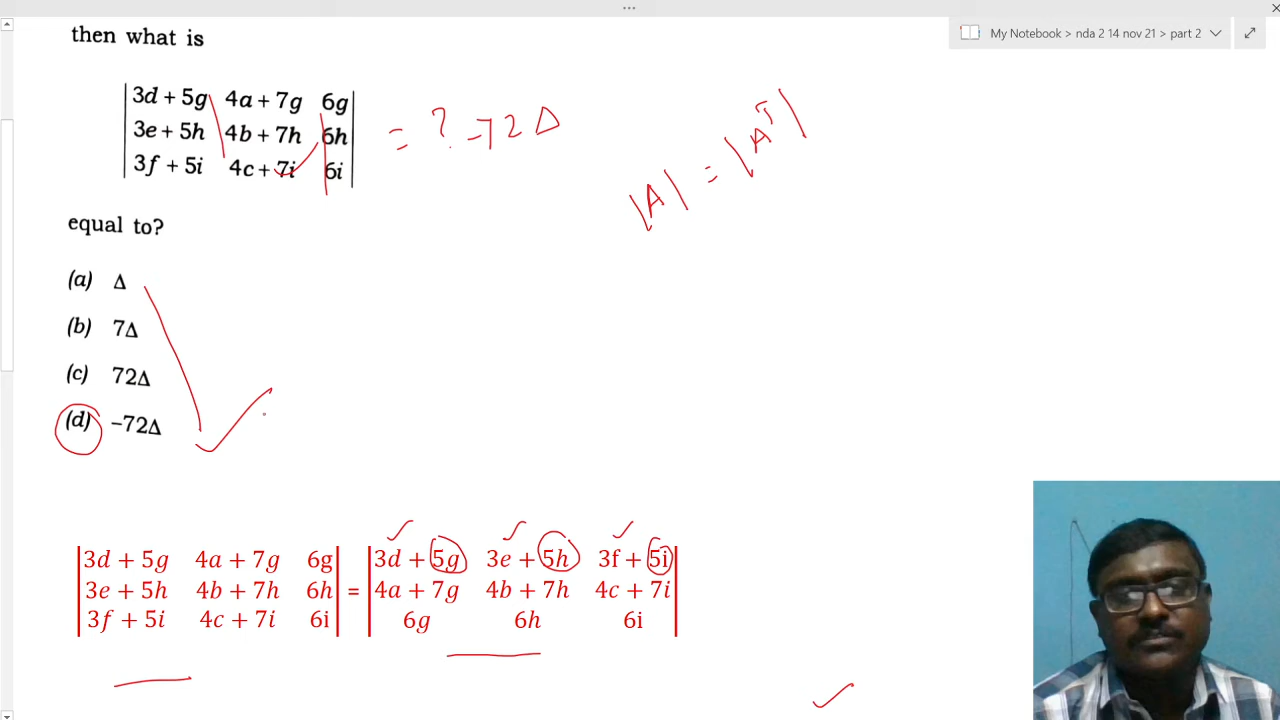 then what is
My Notebook > nda 2 14 nov 21 > part 2
3d + 5g 4a + 7g 6g
3e + 5h 4b + 7h 6h
3f + 5i 4c + 7i 6i
= ? -72 Δ
|A| = |A^T|
equal to?
(a) Δ
(b) 7Δ
(c) 72Δ
(d) -72Δ
|3d + 5g 4a + 7g 6g| |3d + 5g 3e + 5h 3f + 5i|
|3e + 5h 4b + 7h 6h| = |4a + 7g 4b + 7h 4c + 7i|
|3f + 5i 4c + 7i 6i| |6g 6h 6i|